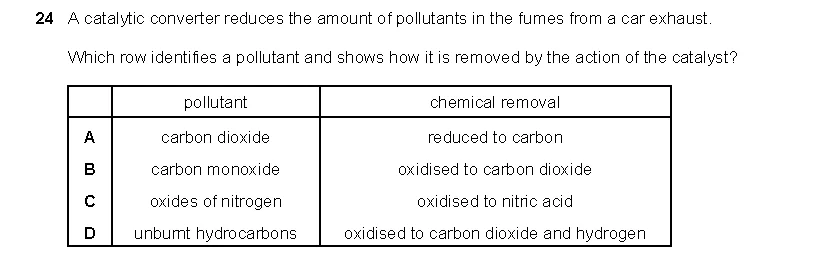 24 A catalytic converter reduces the amount of pollutants in the fumes from a car exhaust.
Which row identifies a pollutant and shows how it is removed by the action of the catalyst?
pollutant chemical removal
A carbon dioxide reduced to carbon
B carbon monoxide oxidised to carbon dioxide
C oxides of nitrogen oxidised to nitric acid
D unburnt hydrocarbons oxidised to carbon dioxide and hydrogen